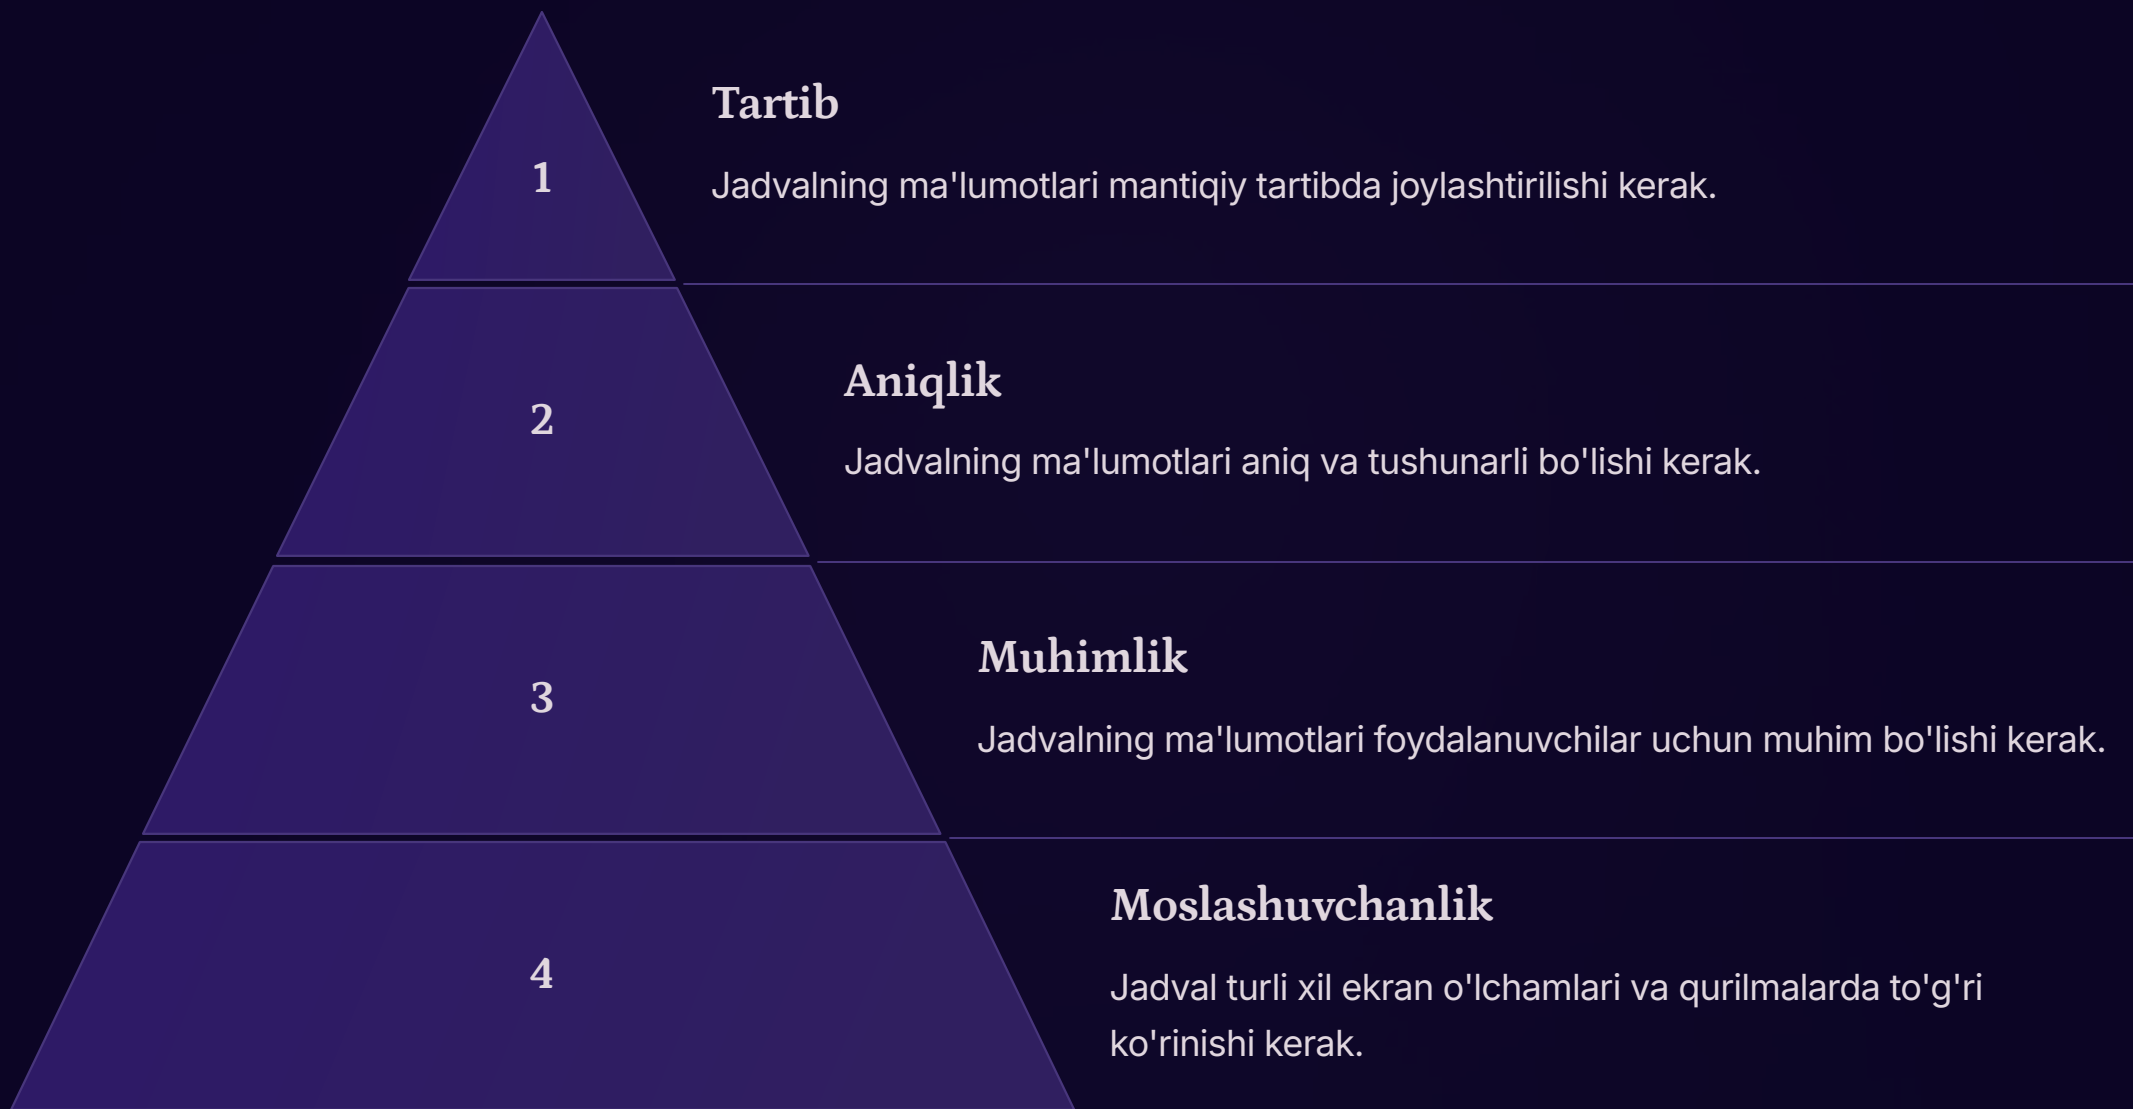 Tartib
1
Jadvalning ma'lumotlari mantiqiy tartibda joylashtirilishi kerak.
Aniqlik
2
Jadvalning ma'lumotlari aniq va tushunarli bo'lishi kerak.
Muhimlik
3
Jadvalning ma'lumotlari foydalanuvchilar uchun muhim bo'lishi kerak.
Moslashuvchanlik
4
Jadval turli xil ekran o'lchamlari va qurilmalarda to'g'ri
ko'rinishi kerak.